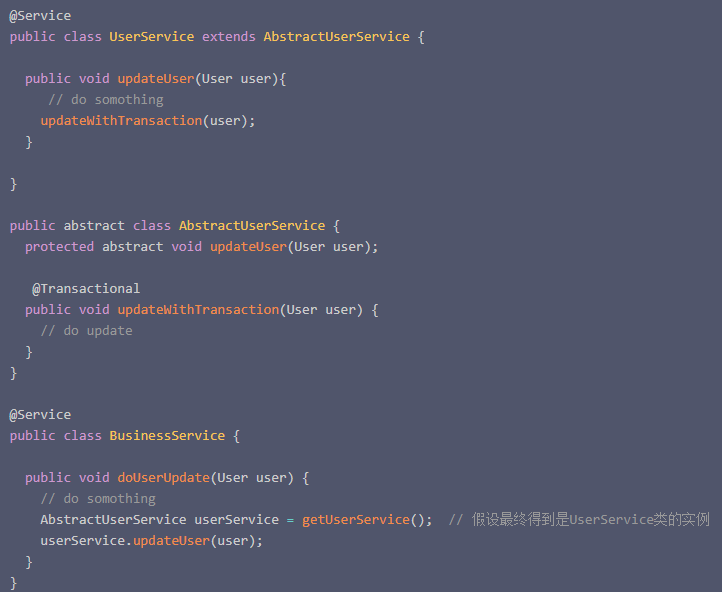 @Service
public class UserService extends AbstractUserService {
public void updateUser(User user){
// do somothing
updateWithTransaction(user);
}
}
public abstract class AbstractUserService {
protected abstract void updateUser(User user);
@Transactional
public void updateWithTransaction(User user) {
// do update
}
}
@Service
public class BusinessService {
public void doUserUpdate(User user) {
// do somothing
AbstractUserService userService = getUserService();  // 假设最终得到是UserService类的实例
userService.updateUser(user);
}
}